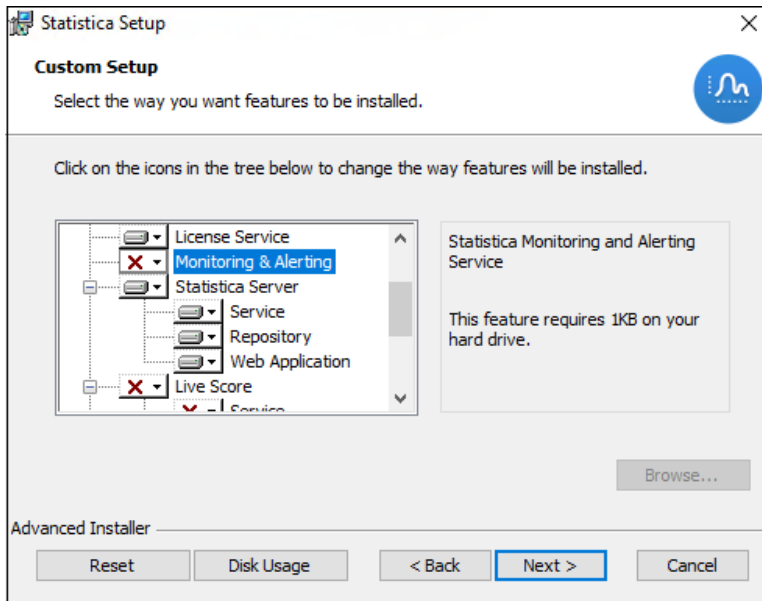 Statistica Setup
Custom Setup
Select the way you want features to be installed.
Click on the icons in the tree below to change the way features will be installed.
License Service
Monitoring & Alerting
Statistica Server
Service
Repository
Web Application
Live Score
Service
Statistica Monitoring and Alerting
Service
This feature requires 1KB on your
hard drive.
Browse...
Advanced Installer
Reset
Disk Usage
< Back
Next >
Cancel